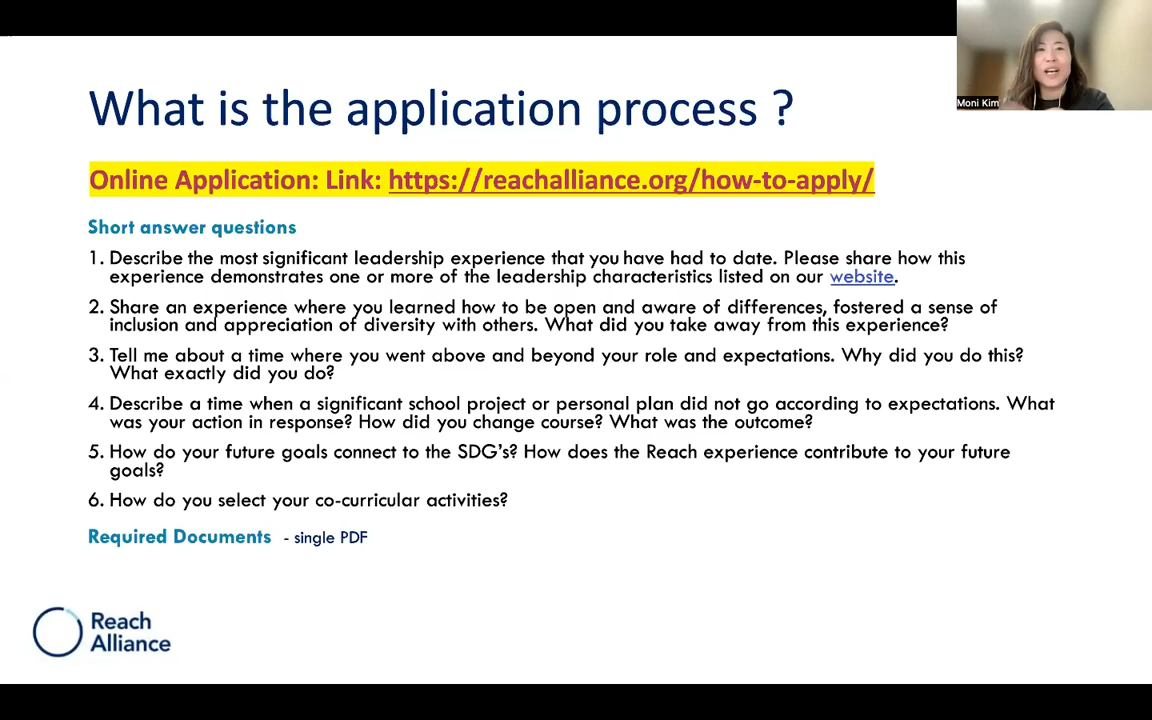 What is the application process ?
Moni Kim
Online Application: Link: https://reachalliance.org/how-to-apply/
Short answer questions
1. Describe the most significant leadership experience that you have had to date. Please share how this
experience demonstrates one or more of the leadership characteristics listed on our website.
2. Share an experience where you learned how to be open and aware of differences, fostered a sense of
inclusion and appreciation of diversity with others. What did you take away from this experience?
3. Tell me about a time where you went above and beyond your role and expectations. Why did you do this?
What exactly did you do?
4. Describe a time when a significant school project or personal plan did not go according to expectations. What
was your action in response? How did you change course? What was the outcome?
5. How do your future goals connect to the SDG's? How does the Reach experience contribute to your future
goals?
6. How do you select your co-curricular activities?
Required Documents - single PDF
Reach
Alliance